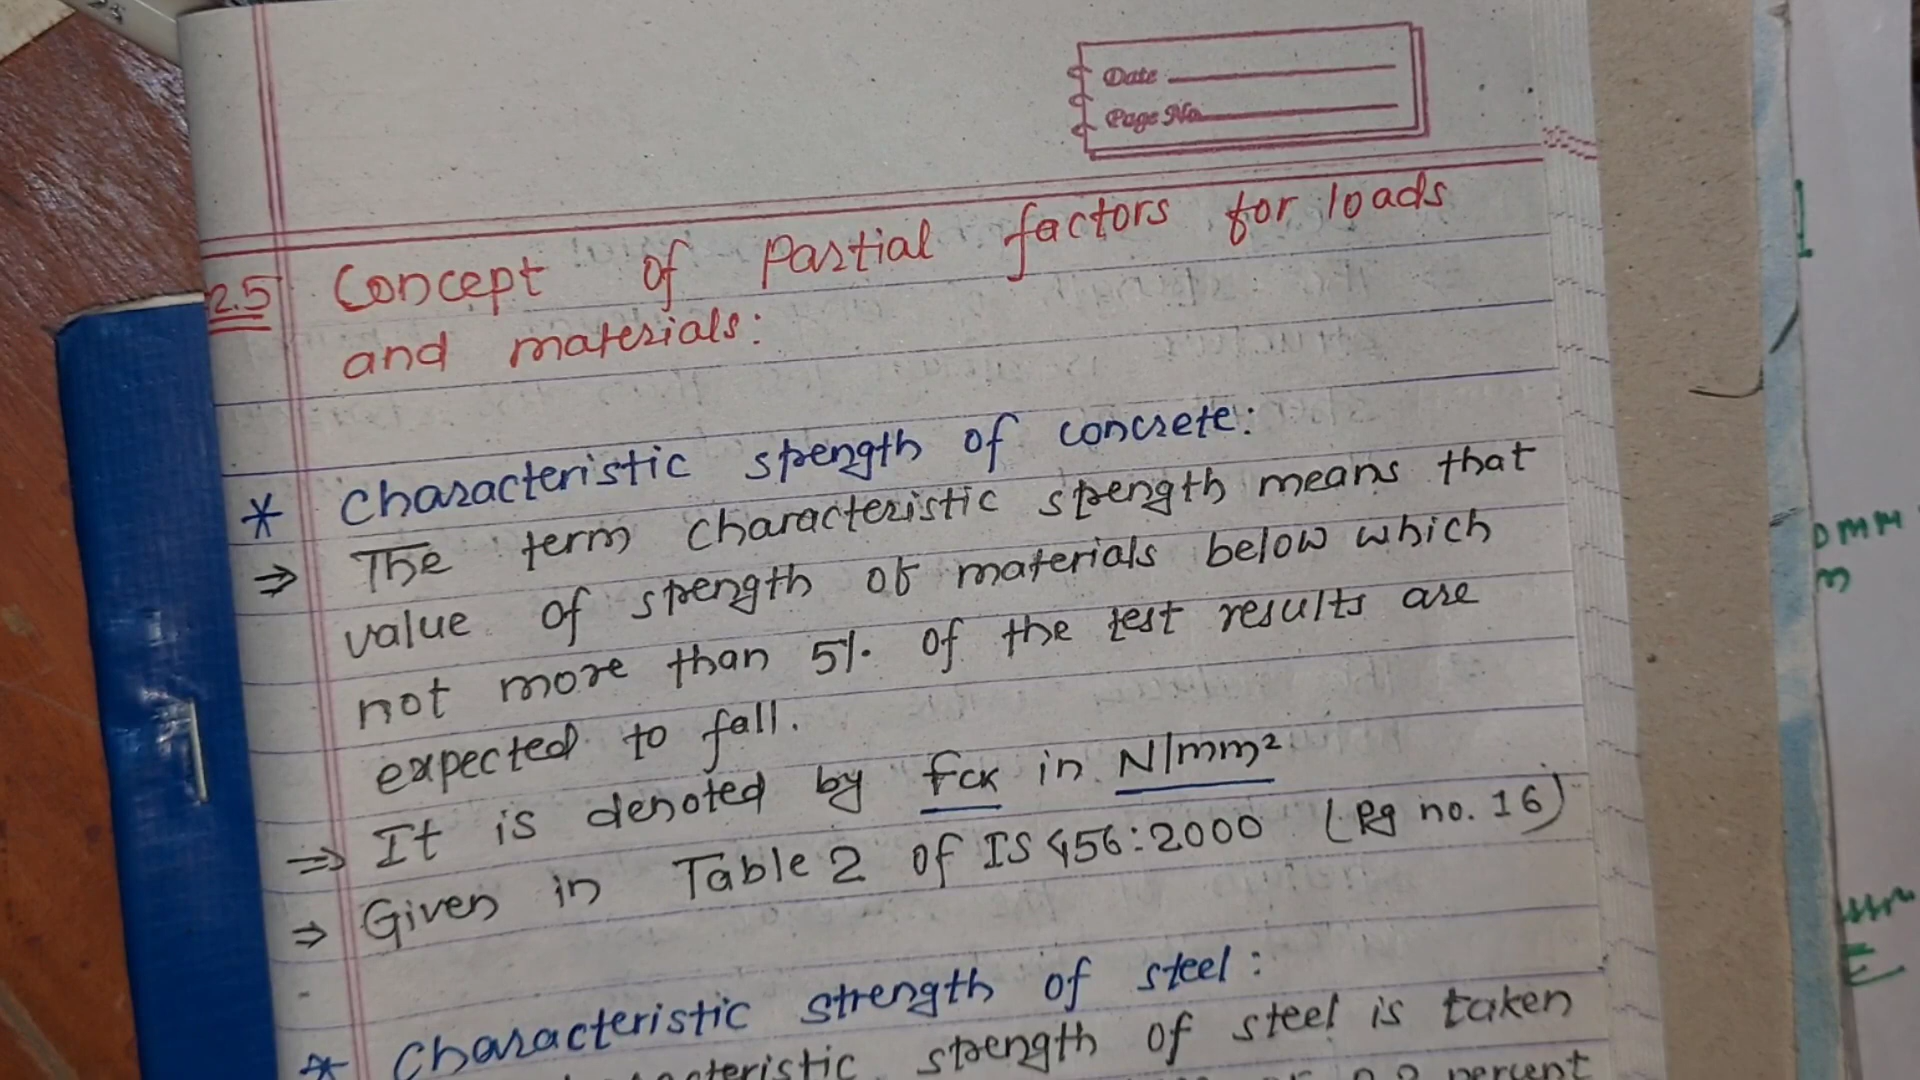 Date
Page No.
2.5 Concept of Partial factors for loads
and materials:
* Characteristic strength of concrete:
⇒ The term characteristic strength means that
value of strength of materials below which
not more than 5%. of the test results are
expected to fall.
⇒ It is denoted by fck in N/mm²
⇒ Given in Table 2 of IS 456:2000 (Pg no. 16)
* Characteristic strength of steel:
strength of steel is taken
percent